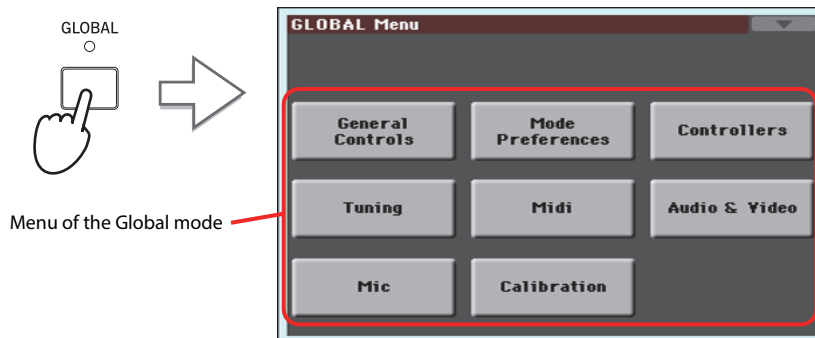 GLOBAL
GLOBAL Menu
General
Controls
Mode
Preferences
Controllers
Tuning
Midi
Audio & Video
Menu of the Global mode
Mic
Calibration